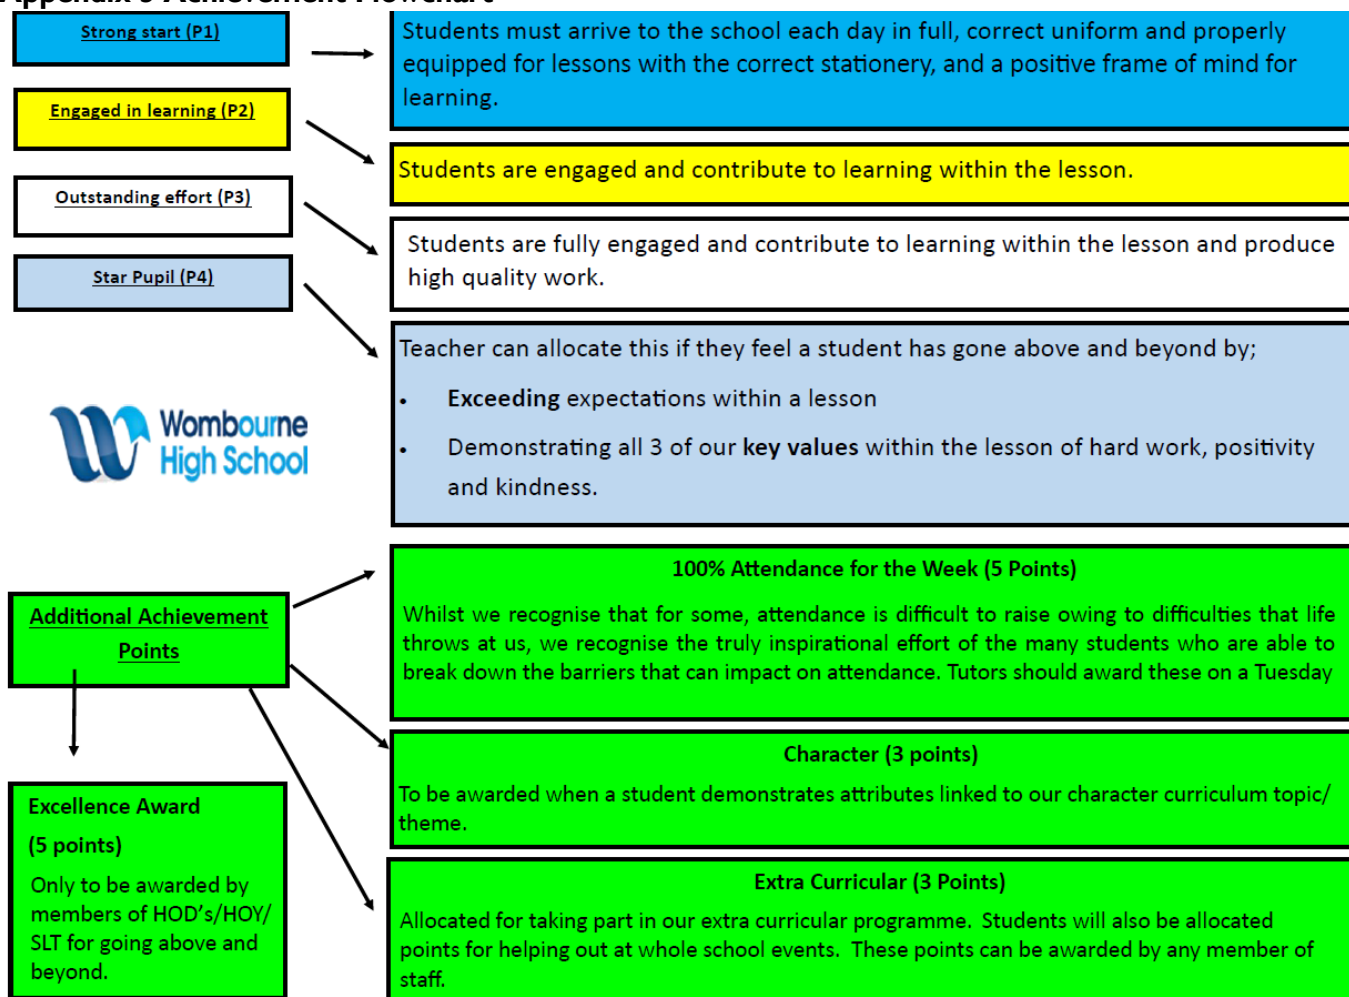 Appendix 3 Achievement Flowchart
Strong start (P1)
Students must arrive to the school each day in full, correct uniform and properly
equipped for lessons with the correct stationery, and a positive frame of mind for
learning.
Engaged in learning (P2)
Students are engaged and contribute to learning within the lesson.
Outstanding effort (P3)
Students are fully engaged and contribute to learning within the lesson and produce
high quality work.
Star Pupil (P4)
Teacher can allocate this if they feel a student has gone above and beyond by;
• Exceeding expectations within a lesson
• Demonstrating all 3 of our key values within the lesson of hard work, positivity
and kindness.
Wombourne
High School
Additional Achievement
Points
100% Attendance for the Week (5 Points)
Whilst we recognise that for some, attendance is difficult to raise owing to difficulties that life
throws at us, we recognise the truly inspirational effort of the many students who are able to
break down the barriers that can impact on attendance. Tutors should award these on a Tuesday
Character (3 points)
To be awarded when a student demonstrates attributes linked to our character curriculum topic/
theme.
Excellence Award
(5 points)
Only to be awarded by
members of HOD's/HOY/
SLT for going above and
beyond.
Extra Curricular (3 Points)
Allocated for taking part in our extra curricular programme. Students will also be allocated
points for helping out at whole school events. These points can be awarded by any member of
staff.